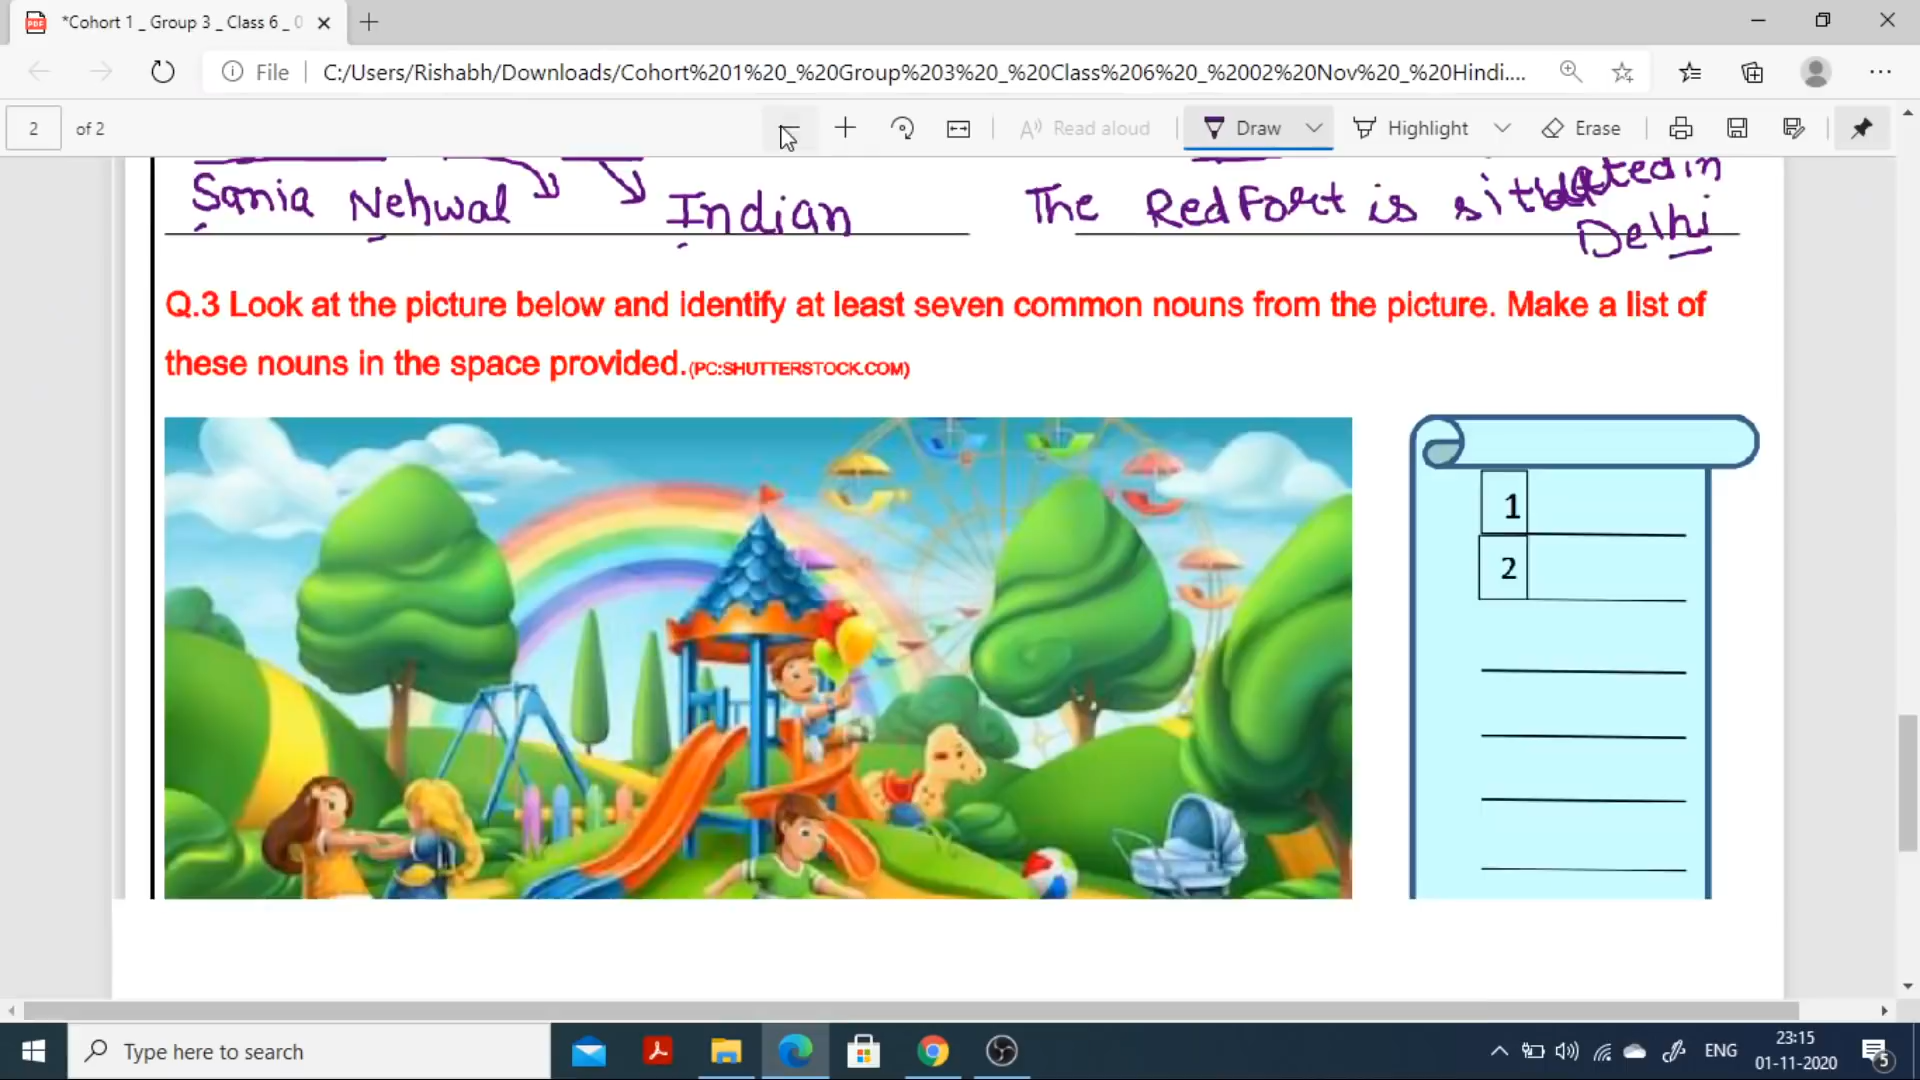 *Cohort 1 _ Group 3 _ Class 6 _ 0
File
C:/Users/Rishabh/Downloads/Cohort%201%20_%20Group%203%20_%20Class%206%20_%2002%20Nov%20_%20Hindi....
2 of 2
Read aloud
Draw
Highlight
Erase
Sania Nehwal Indian
The Red Fort is situated in
Delhi
Q.3 Look at the picture below and identify at least seven common nouns from the picture. Make a list of
these nouns in the space provided.(PC:SHUTTERSTOCK.COM)
1
2
Type here to search
ENG
23:15
01-11-2020
5